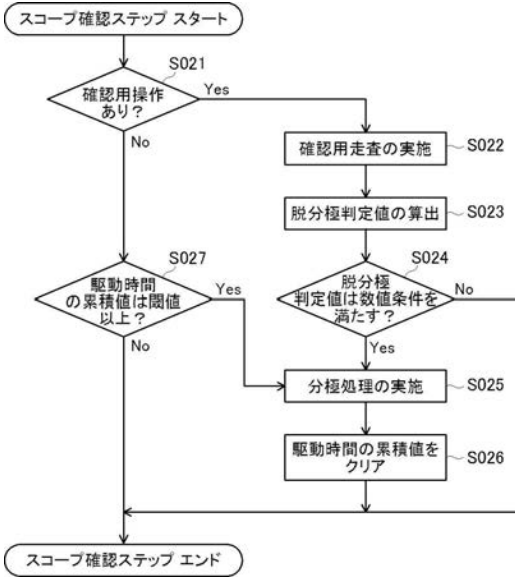 スコープ確認ステップ スタート
S021
確認用操作
あり？
Yes
No
確認用走査の実施
S022
脱分極判定値の算出
S023
S024
脱分極
判定値は数値条件を
満たす？
No
Yes
S027
駆動時間
の累積値は閾値
以上？
Yes
No
分極処理の実施
S025
駆動時間の累積値を
クリア
S026
スコープ確認ステップ エンド